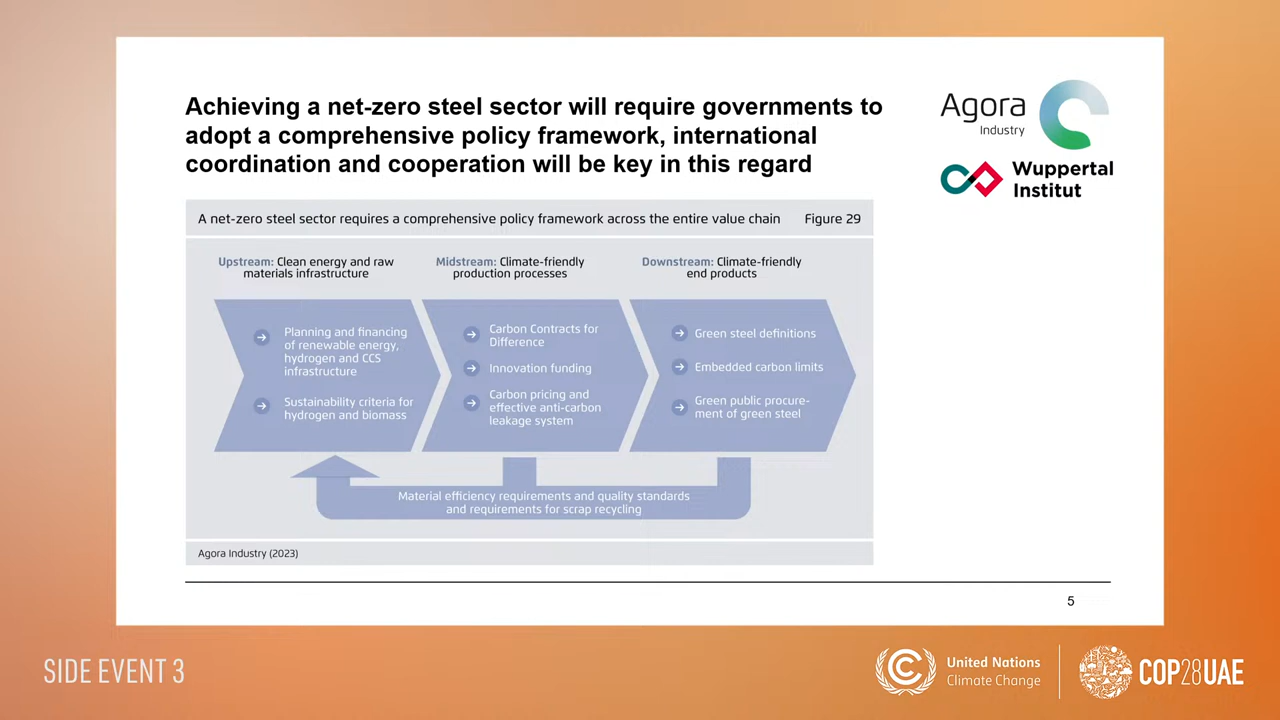 Achieving a net-zero steel sector will require governments to
adopt a comprehensive policy framework, international
coordination and cooperation will be key in this regard
Agora
Industry
Wuppertal
Institut
A net-zero steel sector requires a comprehensive policy framework across the entire value chain Figure 29
Upstream: Clean energy and raw
materials infrastructure
Midstream: Climate-friendly
production processes
Downstream: Climate-friendly
end products
Planning and financing
of renewable energy,
hydrogen and CCS
infrastructure
Sustainability criteria for
hydrogen and biomass
Carbon Contracts for
Difference
Innovation funding
Carbon pricing and
effective anti-carbon
leakage system
Green steel definitions
Embedded carbon limits
Green public procure-
ment of green steel
Material efficiency requirements and quality standards
and requirements for scrap recycling
Agora Industry (2023)
5
SIDE EVENT 3
United Nations
Climate Change
COP28UAE